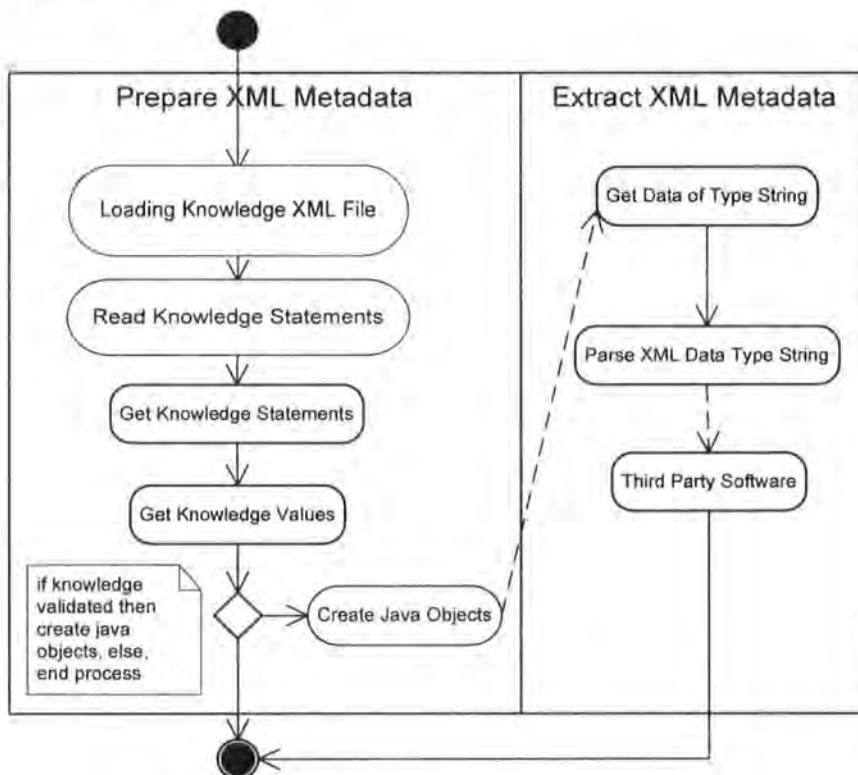 Prepare XML Metadata
Extract XML Metadata
Loading Knowledge XML File
Read Knowledge Statements
Get Knowledge Statements
Get Knowledge Values
if knowledge
validated then
create java
objects, else,
end process
Create Java Objects
Get Data of Type String
Parse XML Data Type String
Third Party Software